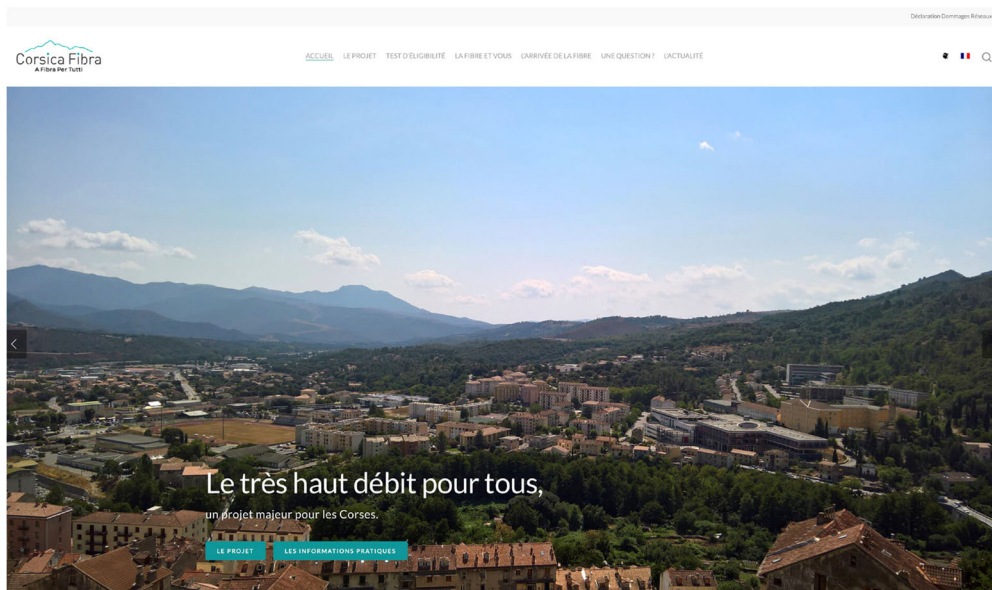 Déclaration Dommages Réseaux
Corsica Fibra
A Fibra Per Tutti
ACCUEIL LE PROJET TEST D'ÉLIGIBILITÉ LA FIBRE ET VOUS L'ARRIVÉE DE LA FIBRE UNE QUESTION ? L'ACTUALITÉ
Le très haut débit pour tous,
un projet majeur pour les Corses.
LE PROJET LES INFORMATIONS PRATIQUES